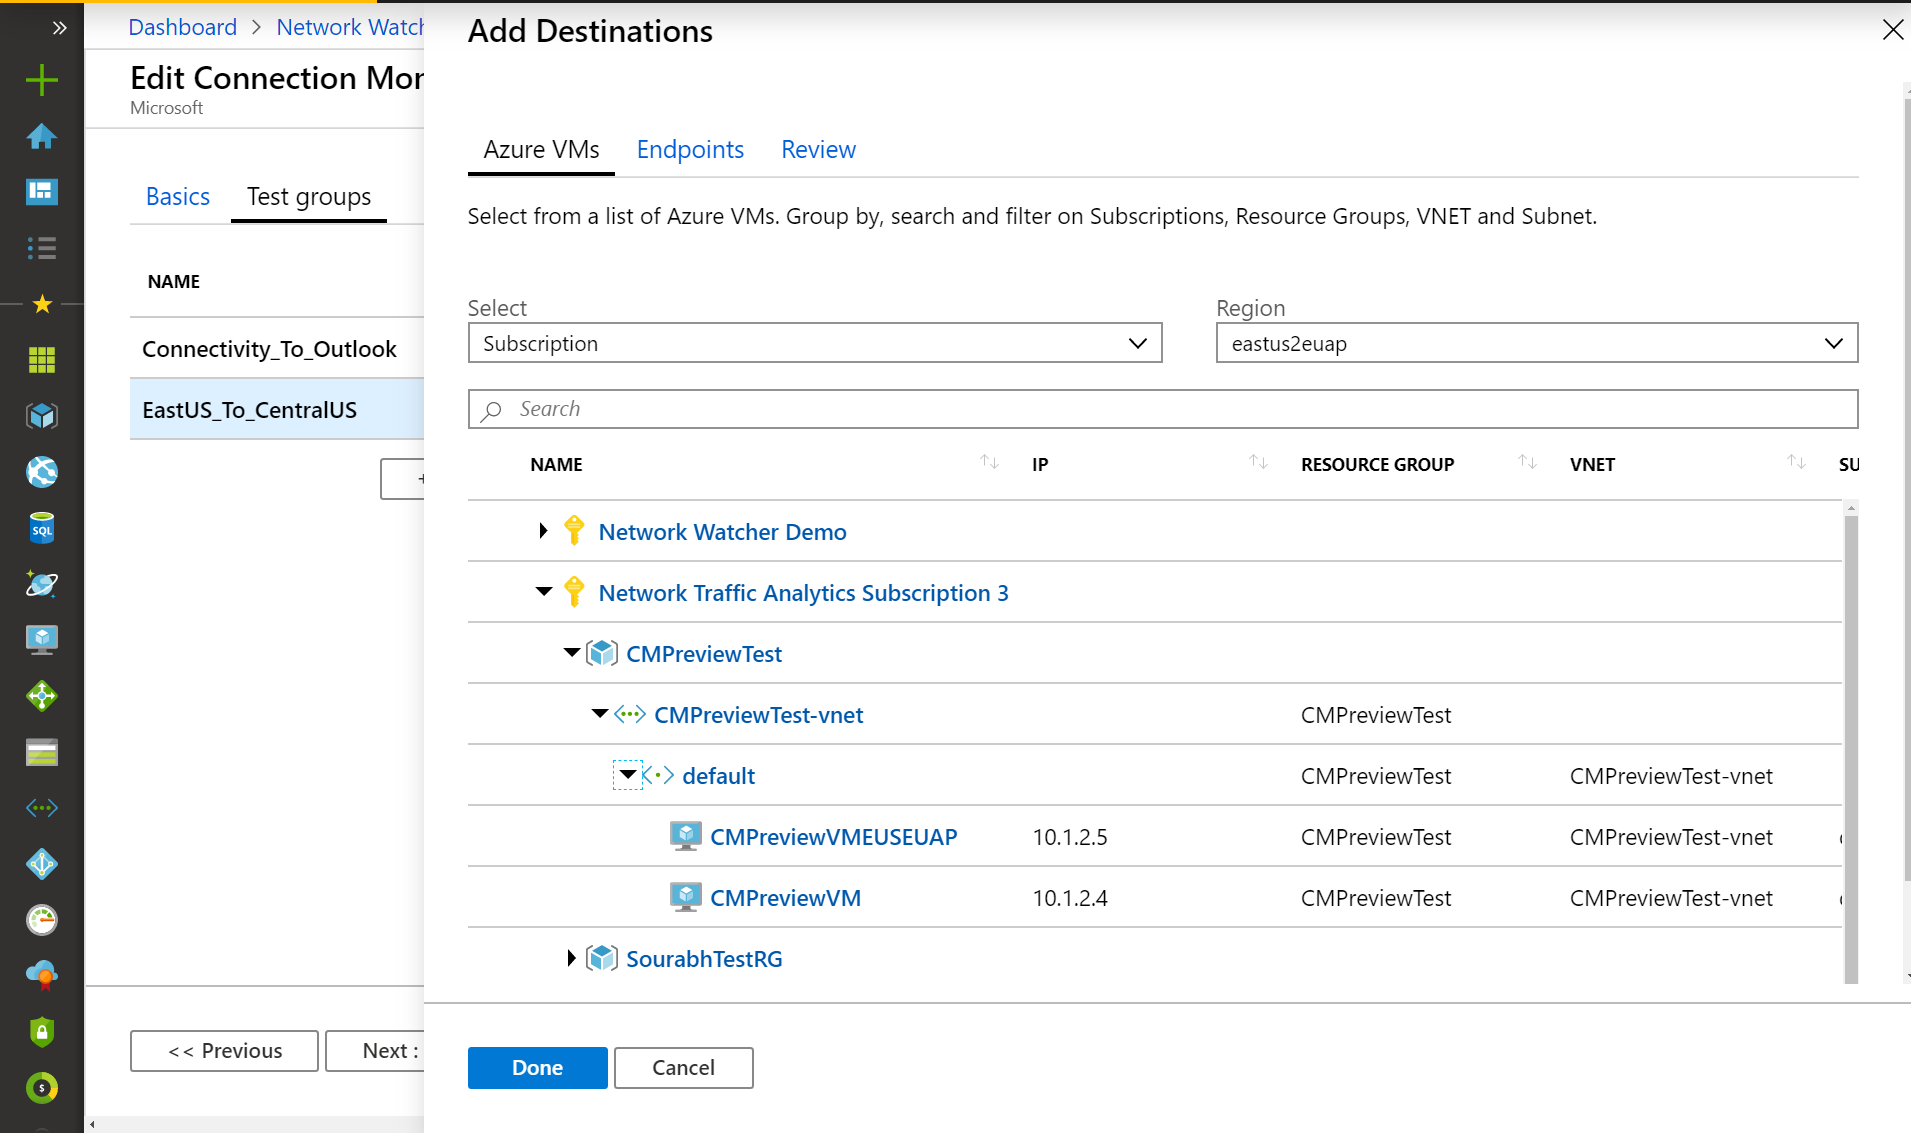 Dashboard > Network Watch
Edit Connection Mon
Microsoft
Basics
Test groups
NAME
Connectivity_To_Outlook
EastUS_To_CentralUS
+
<< Previous
Next :
SQL
$
Add Destinations
Azure VMs
Endpoints
Review
Select from a list of Azure VMs. Group by, search and filter on Subscriptions, Resource Groups, VNET and Subnet.
Select
Region
Subscription
eastus2euap
Search
NAME IP RESOURCE GROUP VNET SU
Network Watcher Demo
Network Traffic Analytics Subscription 3
CMPreviewTest
CMPreviewTest-vnet CMPreviewTest
default CMPreviewTest CMPreviewTest-vnet
CMPreviewVMEUSEUAP 10.1.2.5 CMPreviewTest CMPreviewTest-vnet
CMPreviewVM 10.1.2.4 CMPreviewTest CMPreviewTest-vnet
SourabhTestRG
Done
Cancel